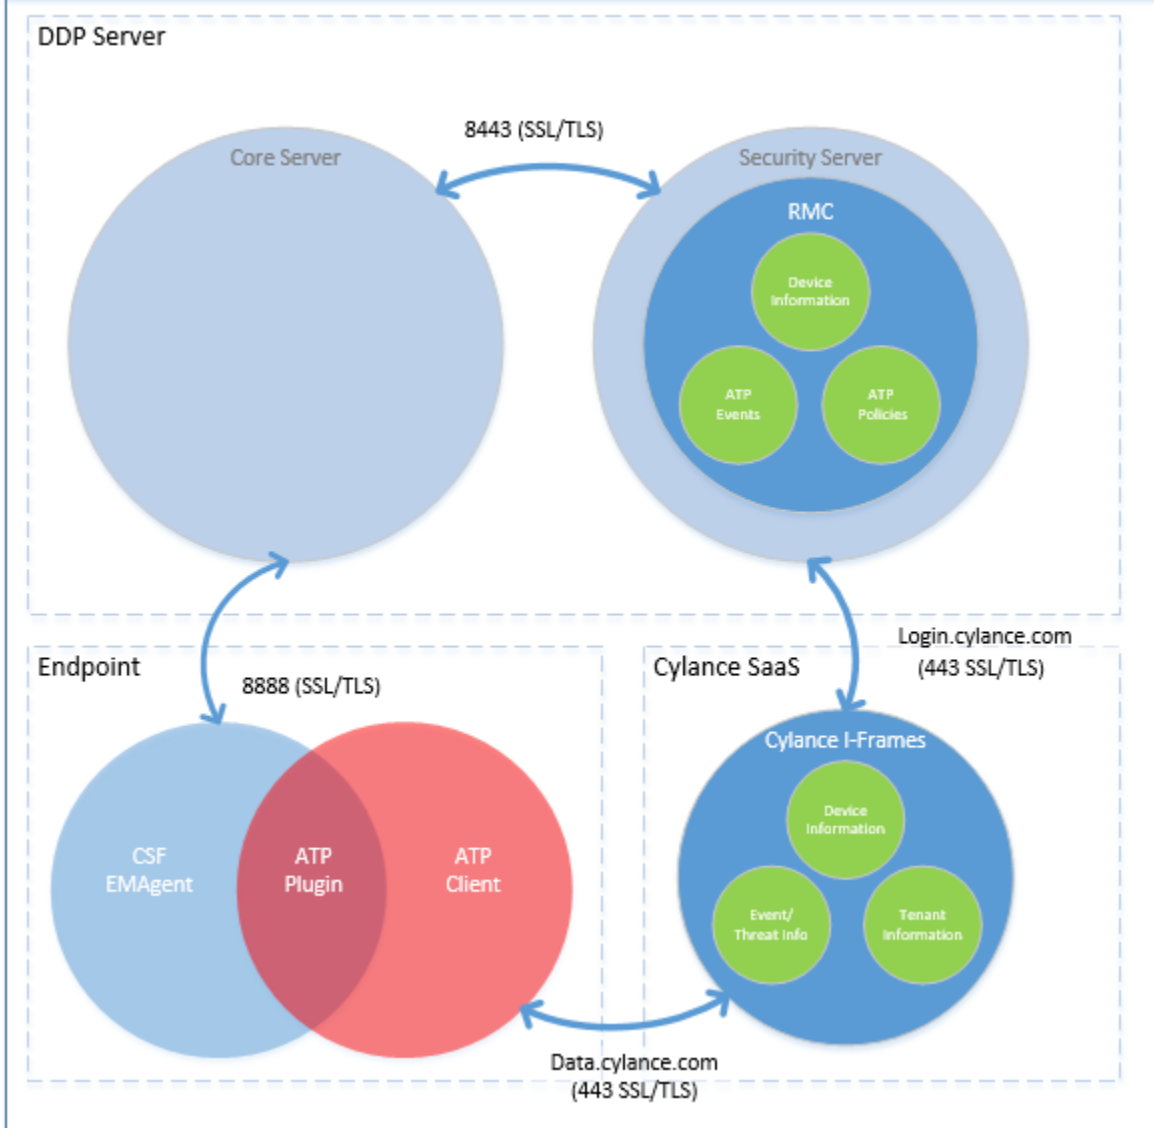 DDP Server
8443 (SSL/TLS)
Core Server
Security Server
RMC
Device
Information
ATP
Events
ATP
Policies
Login.cylance.com
(443 SSL/TLS)
Endpoint
8888 (SSL/TLS)
Cylance SaaS
Cylance I-Frames
CSF
EMAgent
ATP
Plugin
ATP
Client
Device
Information
Event/
Threat Info
Tenant
Information
Data.cylance.com
(443 SSL/TLS)